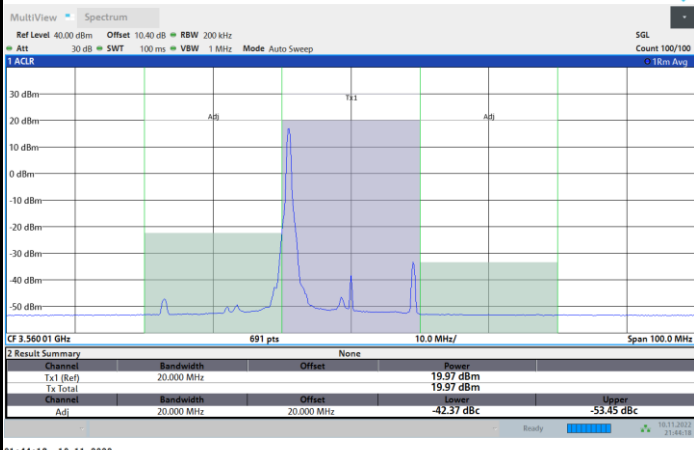 MultiView Spectrum
Ref Level 40.00 dBm Offset 10.40 dB RBW 200 kHz SGL
Att 30 dB SWT 100 ms VBW 1 MHz Mode Auto Sweep Count 100/100
1 ACLR 1Rm Avg
30 dBm
Tx1
20 dBm
Adj Adj
10 dBm
0 dBm
-10 dBm
-20 dBm
-30 dBm
-40 dBm
-50 dBm
CF 3.560 01 GHz 691 pts 10.0 MHz/ Span 100.0 MHz
2 Result Summary None
Channel Bandwidth Offset Power
Tx1 (Ref) 20.000 MHz 19.97 dBm
Tx Total 19.97 dBm
Channel Bandwidth Offset Lower Upper
Adj 20.000 MHz 20.000 MHz -42.37 dBc -53.45 dBc
Ready 10.11.2022
21:44:18